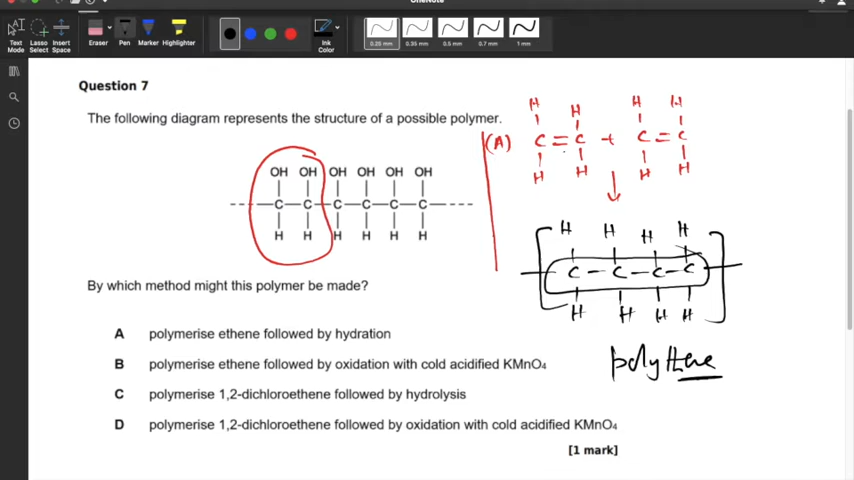 OneNote
Text Mode
Lasso Select
Insert Space
Eraser
Pen
Marker
Highlighter
Ink Color
0.25 mm
0.35 mm
0.5 mm
0.7 mm
1 mm
Question 7
The following diagram represents the structure of a possible polymer.
OH OH OH OH OH OH
C C C C C C
H H H H H H
By which method might this polymer be made?
A polymerise ethene followed by hydration
B polymerise ethene followed by oxidation with cold acidified KMnO₄
C polymerise 1,2-dichloroethene followed by hydrolysis
D polymerise 1,2-dichloroethene followed by oxidation with cold acidified KMnO₄
[1 mark]
H H H H
(A) C = C + C = C
H H H H
H H H H
C - C - C - C
H H H H
polythene